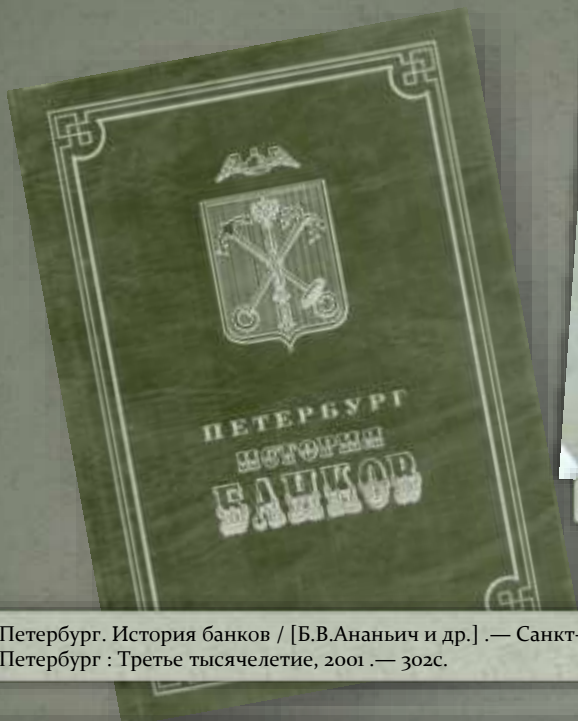 ПЕТЕРБУРГ
ИСТОРИЯ
БАНКОВ
Петербург. История банков / [Б.В.Ананьич и др.] .— Санкт-
Петербург : Третье тысячелетие, 2001 .— 302с.